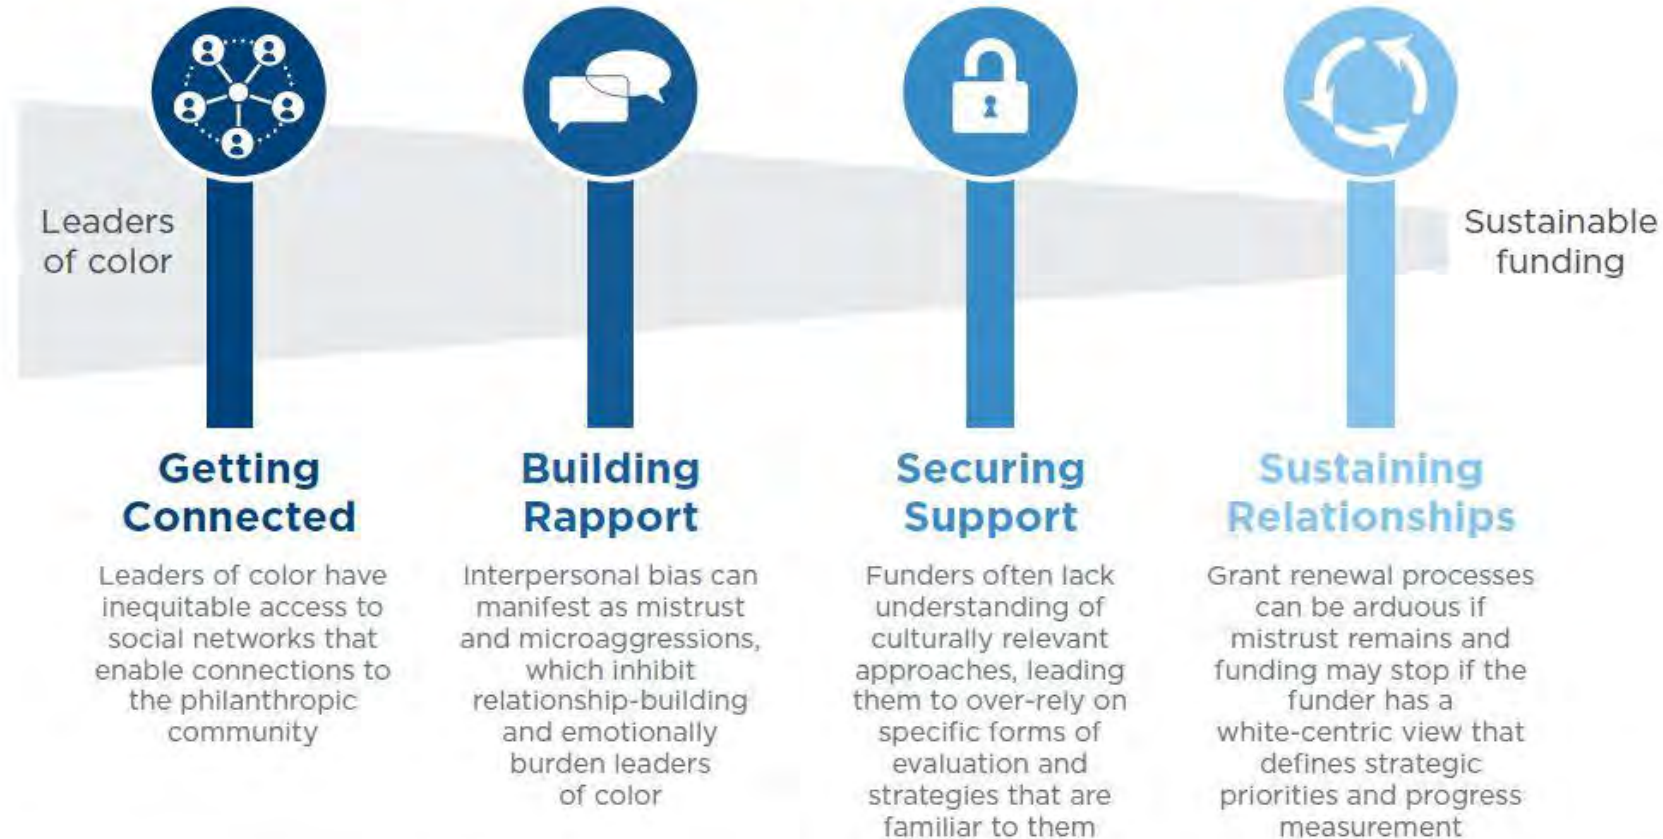 Leaders
of color
Sustainable
funding
Getting
Connected
Leaders of color have
inequitable access to
social networks that
enable connections to
the philanthropic
community
Building
Rapport
Interpersonal bias can
manifest as mistrust
and microaggressions,
which inhibit
relationship-building
and emotionally
burden leaders
of color
Securing
Support
Funders often lack
understanding of
culturally relevant
approaches, leading
them to over-rely on
specific forms of
evaluation and
strategies that are
familiar to them
Sustaining
Relationships
Grant renewal processes
can be arduous if
mistrust remains and
funding may stop if the
funder has a
white-centric view that
defines strategic
priorities and progress
measurement